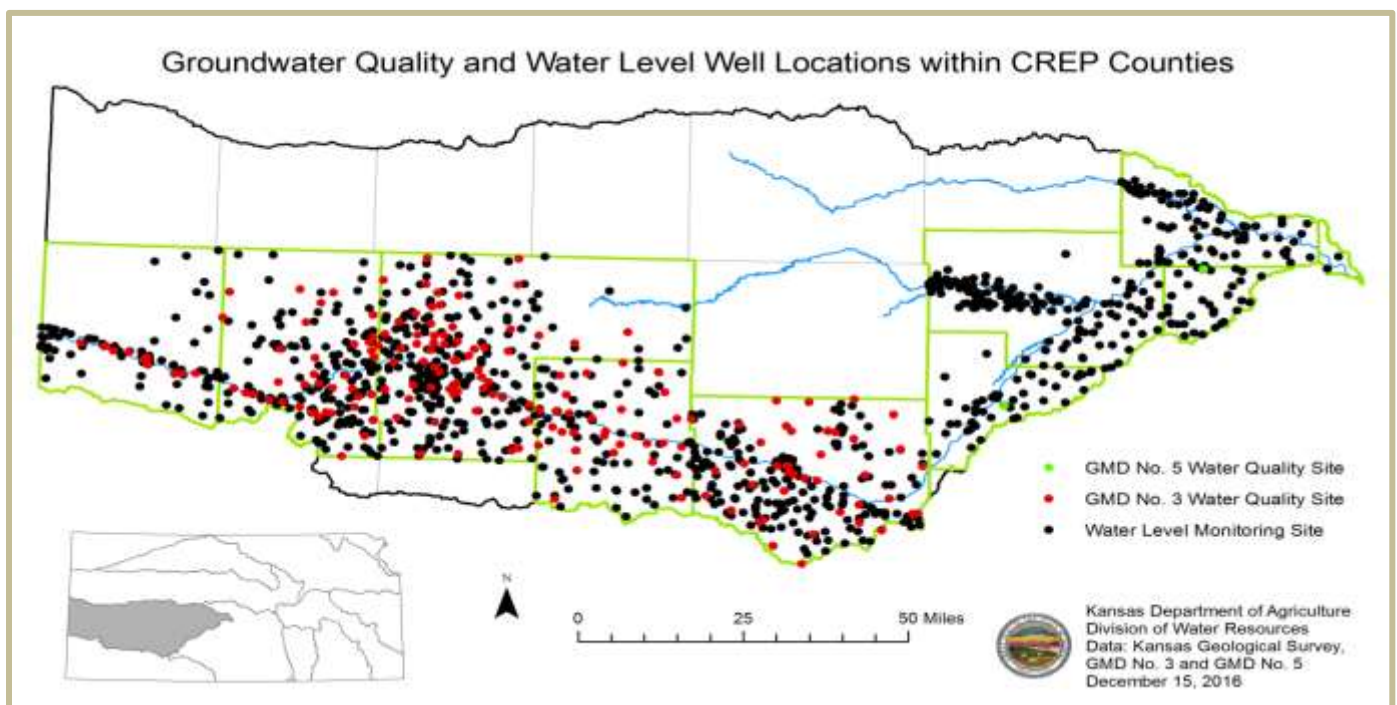 Groundwater Quality and Water Level Well Locations within CREP Counties
GMD No. 5 Water Quality Site
GMD No. 3 Water Quality Site
Water Level Monitoring Site
N
0 25 50 Miles
Kansas Department of Agriculture
Division of Water Resources
Data: Kansas Geological Survey,
GMD No. 3 and GMD No. 5
December 15, 2016